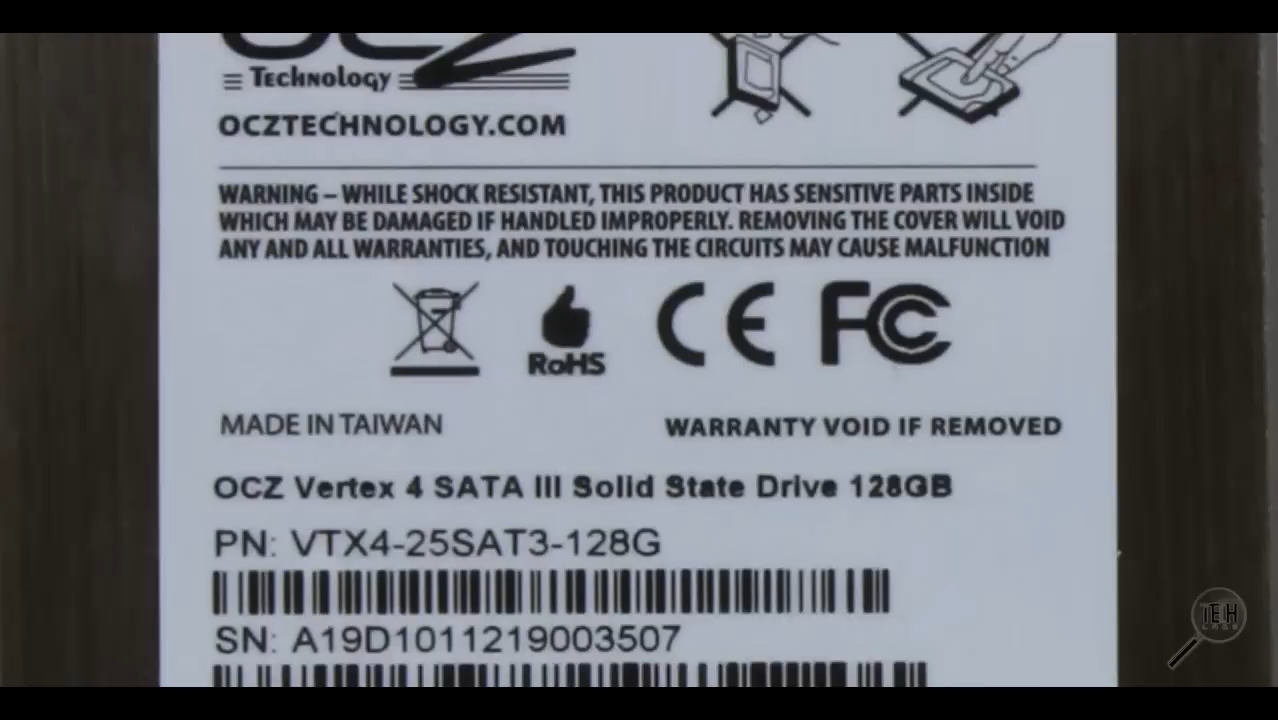 OCZ
Technology
OCZTECHNOLOGY.COM
WARNING – WHILE SHOCK RESISTANT, THIS PRODUCT HAS SENSITIVE PARTS INSIDE
WHICH MAY BE DAMAGED IF HANDLED IMPROPERLY. REMOVING THE COVER WILL VOID
ANY AND ALL WARRANTIES, AND TOUCHING THE CIRCUITS MAY CAUSE MALFUNCTION
RoHS CE FC
MADE IN TAIWAN WARRANTY VOID IF REMOVED
OCZ Vertex 4 SATA III Solid State Drive 128GB
PN: VTX4-25SAT3-128G
SN: A19D1011219003507
IEH